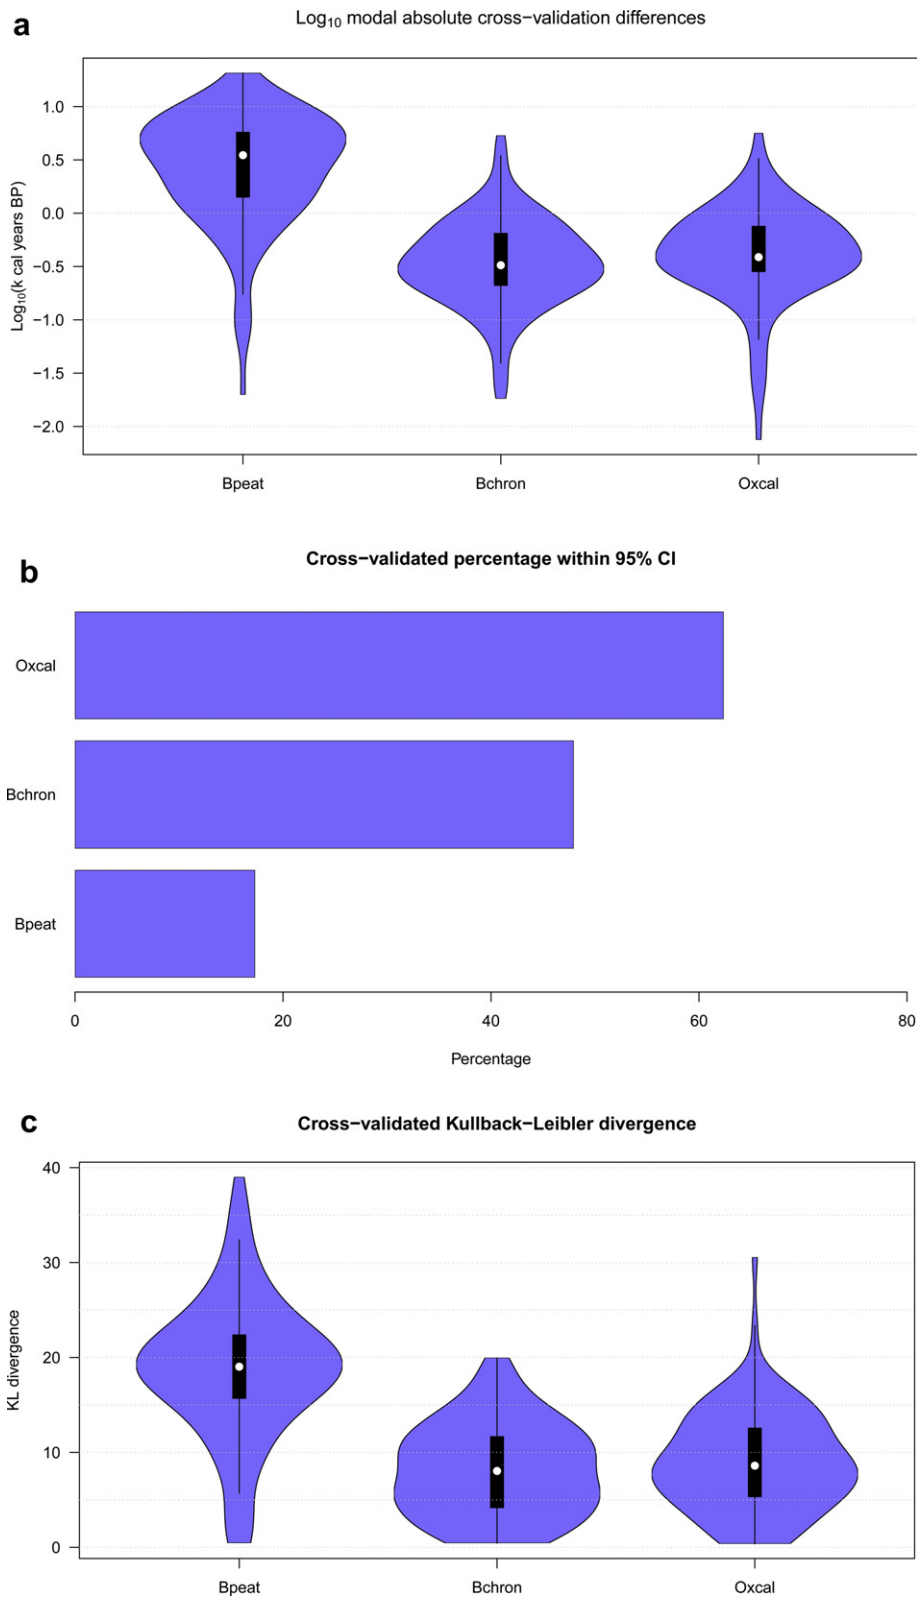 a
Log₁₀ modal absolute cross−validation differences
Log₁₀(k cal years BP)
1.0
0.5
0.0
−0.5
−1.0
−1.5
−2.0
Bpeat Bchron Oxcal
b
Cross−validated percentage within 95% CI
Oxcal
Bchron
Bpeat
0 20 40 60 80
Percentage
c
Cross−validated Kullback−Leibler divergence
KL divergence
40
30
20
10
0
Bpeat Bchron Oxcal